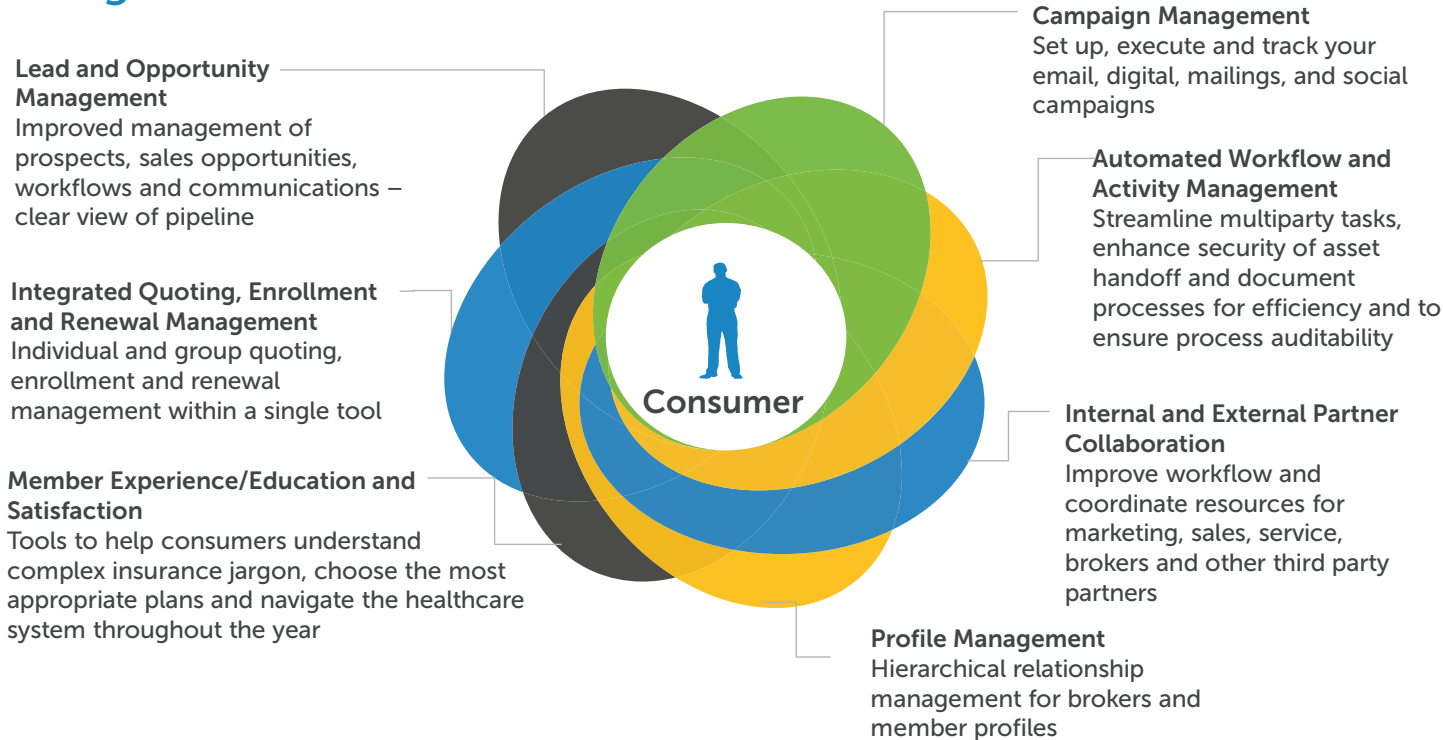 Campaign Management
Set up, execute and track your
email, digital, mailings, and social
campaigns
Lead and Opportunity
Management
Improved management of
prospects, sales opportunities,
workflows and communications –
clear view of pipeline
Automated Workflow and
Activity Management
Streamline multiparty tasks,
enhance security of asset
handoff and document
processes for efficiency and to
ensure process auditability
Integrated Quoting, Enrollment
and Renewal Management
Individual and group quoting,
enrollment and renewal
management within a single tool
Consumer
Internal and External Partner
Collaboration
Improve workflow and
coordinate resources for
marketing, sales, service,
brokers and other third party
partners
Member Experience/Education and
Satisfaction
Tools to help consumers understand
complex insurance jargon, choose the most
appropriate plans and navigate the healthcare
system throughout the year
Profile Management
Hierarchical relationship
management for brokers and
member profiles